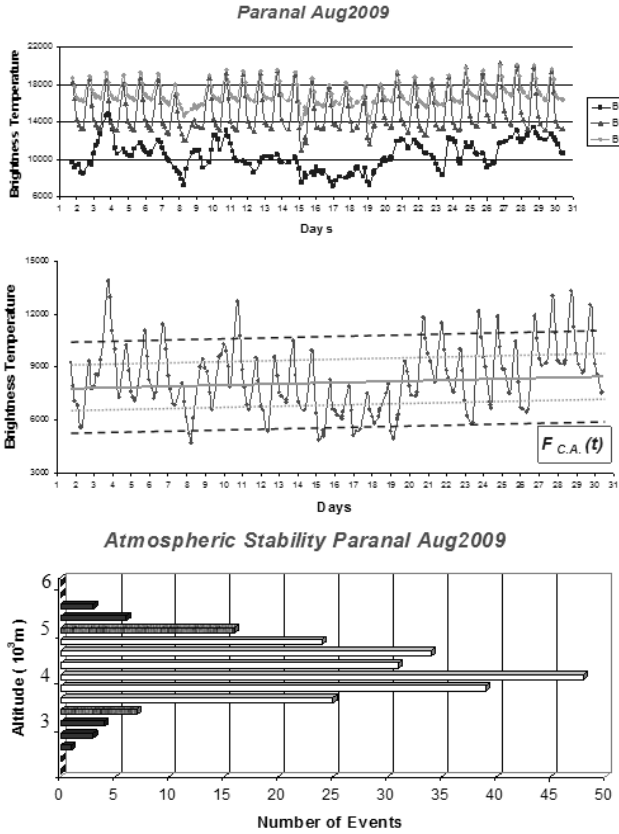 Paranal Aug2009
Brightness Temperature
22000
18000
14000
10000
6000
1 2 3 4 5 6 7 8 9 10 11 12 13 14 15 16 17 18 19 20 21 22 23 24 25 26 27 28 29 30 31
Days
B
B
B
Brightness Temperature
15000
12000
9000
6000
3000
1 2 3 4 5 6 7 8 9 10 11 12 13 14 15 16 17 18 19 20 21 22 23 24 25 26 27 28 29 30 31
Days
F C.A. (t)
Atmospheric Stability Paranal Aug2009
Altitude ( 10³m )
6
5
4
3
0 5 10 15 20 25 30 35 40 45 50
Number of Events